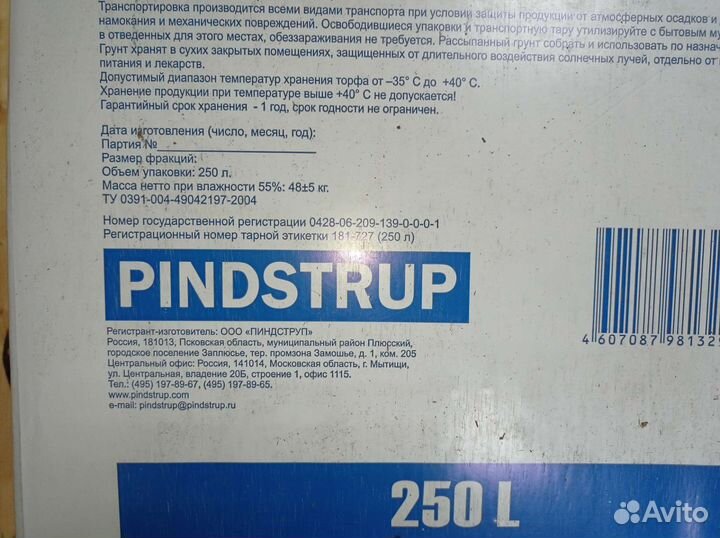 Транспортировка производится всеми видами транспорта при условии защиты продукции от атмосферных осадков и
намокания и механических повреждений. Освободившиеся упаковки и транспортную тару утилизируйте с бытовым
в отведенных для этого местах, обеззараживания не требуется. Рассыпанный грунт собрать и использовать по
Грунт хранят в сухих закрытых помещениях, защищенных от длительного воздействия солнечных лучей, отдельно от
питания и лекарств.
Допустимый диапазон температур хранения торфа от –35° С до +40° С.
Хранение продукции при температуре выше +40° С не допускается!
Гарантийный срок хранения - 1 год, срок годности не ограничен.
Дата изготовления (число, месяц, год):
Партия №
Размер фракций:
Объем упаковки: 250 л.
Масса нетто при влажности 55%: 48±5 кг.
ТУ 0391-004-49042197-2004
Номер государственной регистрации 0428-06-209-139-0-0-0-1
Регистрационный номер тарной этикетки 181-727 (250 л)
PINDSTRUP
Регистрант-изготовитель: ООО «ПИНДСТРУП»
Россия, 181013, Псковская область, муниципальный район Плюсский,
городское поселение Заплюсье, тер. промзона Замошье, д. 1, ком. 205
Центральный офис: Россия, 141014, Московская область, г. Мытищи,
ул. Центральная, владение 20Б, строение 1, офис 1115.
Тел.: (495) 197-89-67, (495) 197-89-65.
www.pindstrup.com
e-mail: pindstrup@pindstrup.ru
4 607087 98132
250 L
Avito